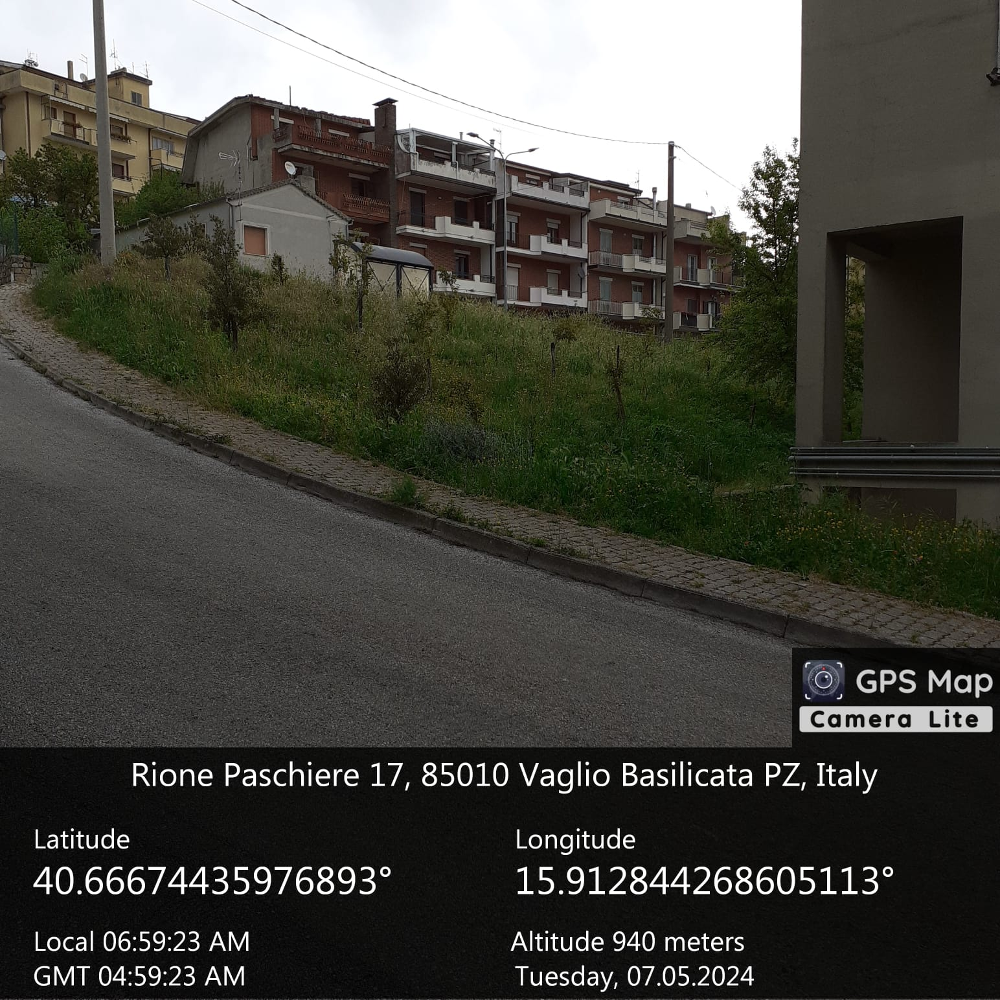 GPS Map
Camera Lite
Rione Paschiere 17, 85010 Vaglio Basilicata PZ, Italy
Latitude
40.66674435976893°
Longitude
15.912844268605113°
Local 06:59:23 AM
GMT 04:59:23 AM
Altitude 940 meters
Tuesday, 07.05.2024